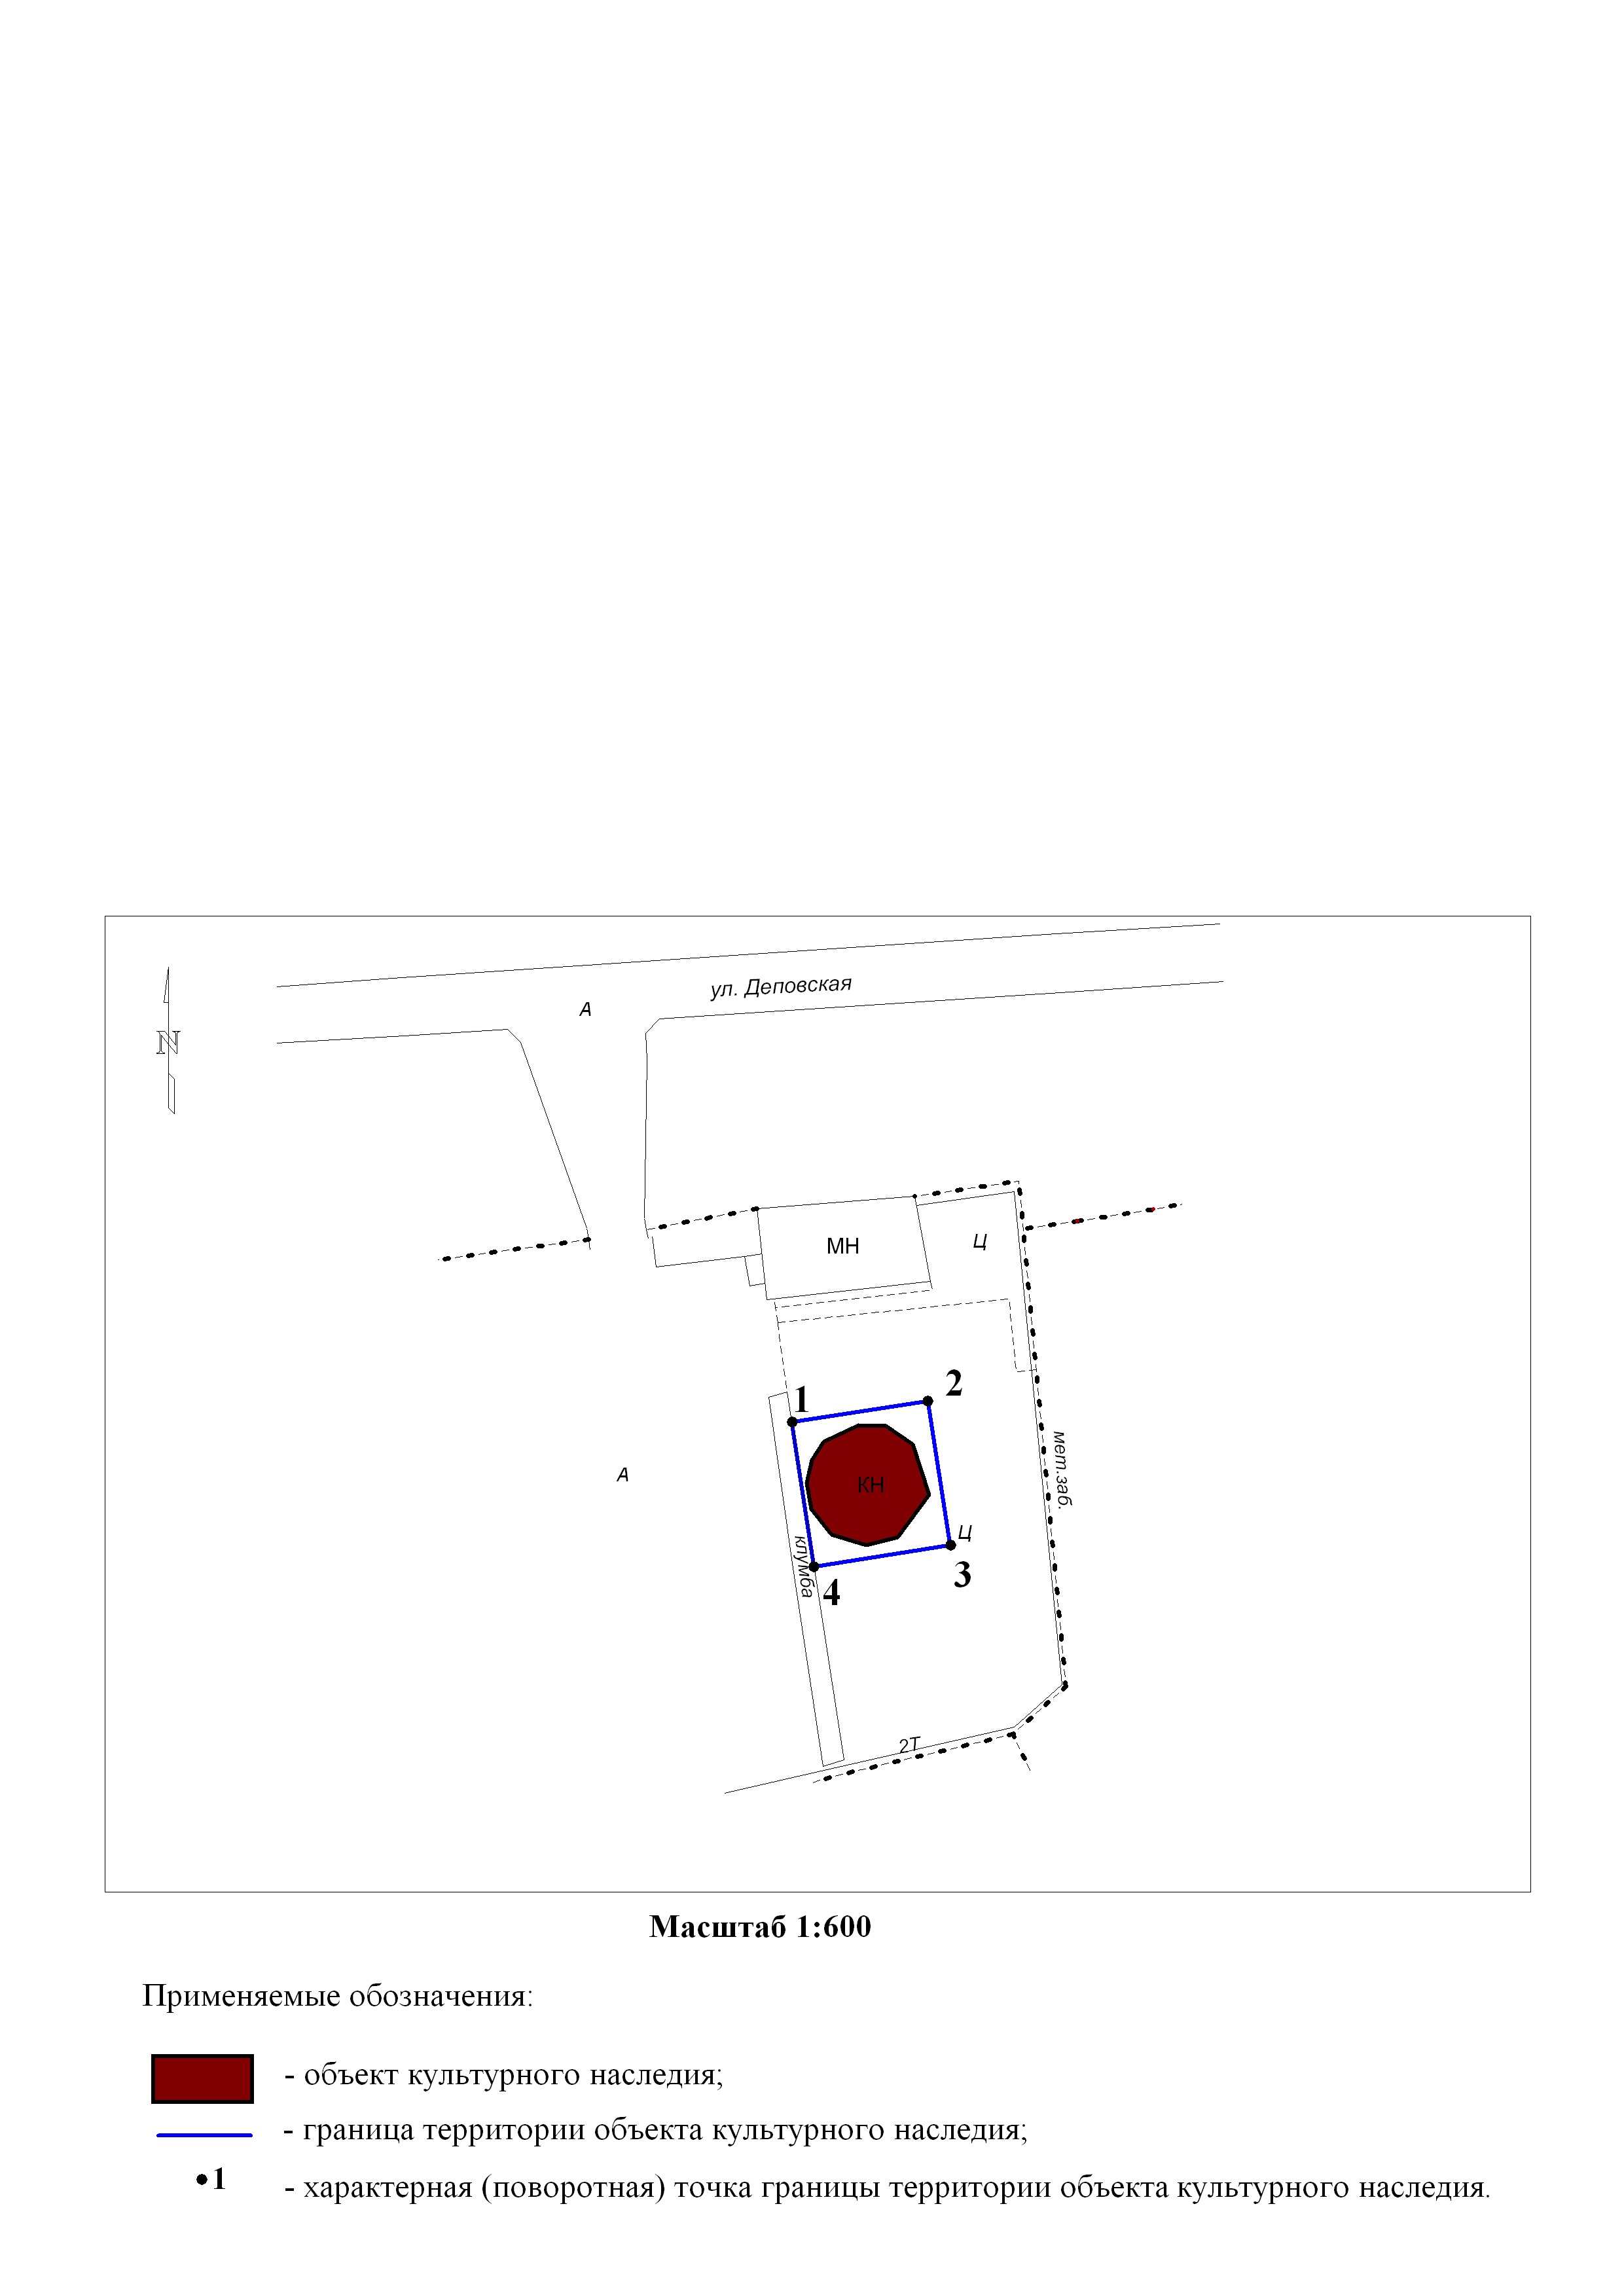 ул. Деповская
А
N
МН
Ц
1
2
мет.заб.
А
КН
Ц
клумба
3
4
2Т
Масштаб 1:600
Применяемые обозначения:
- объект культурного наследия;
- граница территории объекта культурного наследия;
1 - характерная (поворотная) точка границы территории объекта культурного наследия.